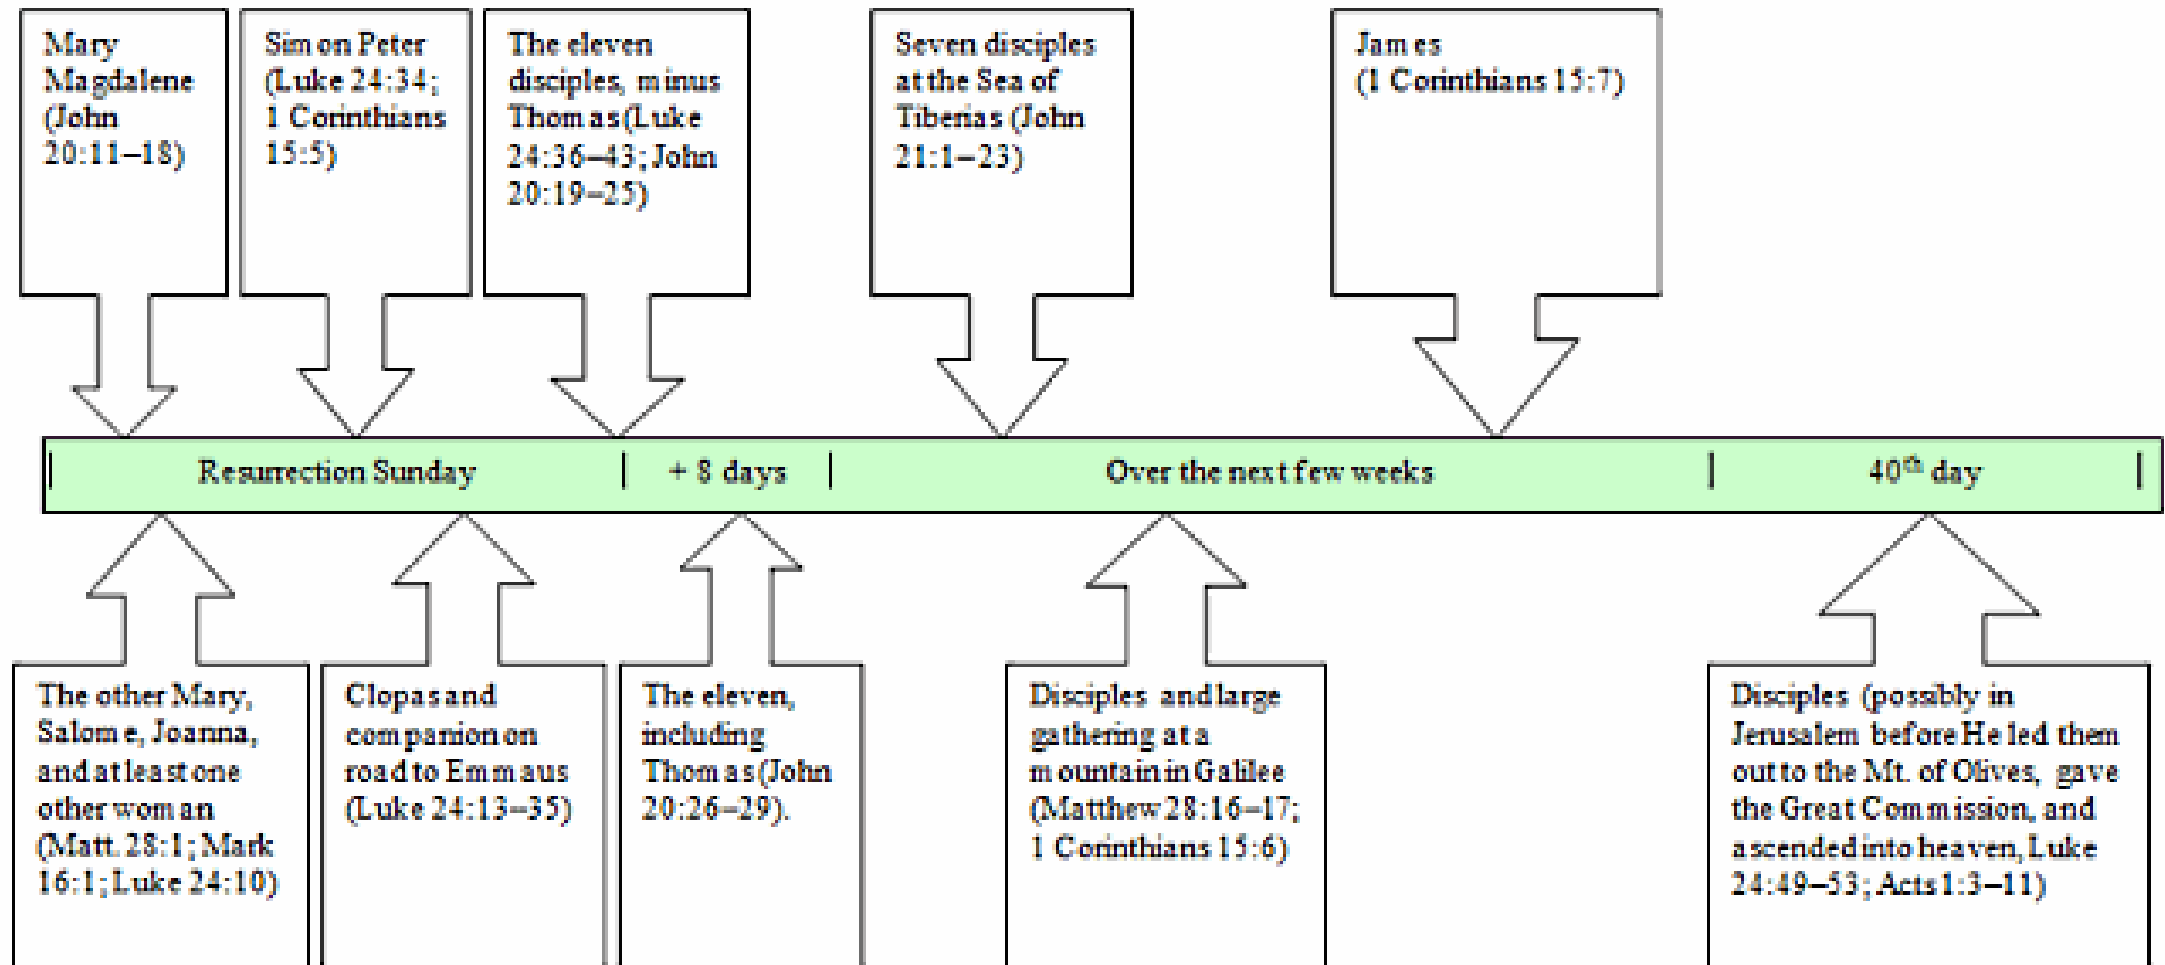 Mary
Magdalene
(John
20:11–18)
Simon Peter
(Luke 24:34;
1 Corinthians
15:5)
The eleven
disciples, minus
Thomas (Luke
24:36–43; John
20:19–25)
Seven disciples
at the Sea of
Tiberias (John
21:1–23)
James
(1 Corinthians 15:7)
Resurrection Sunday
+ 8 days
Over the next few weeks
40th day
The other Mary,
Salome, Joanna,
and at least one
other woman
(Matt. 28:1; Mark
16:1; Luke 24:10)
Clopas and
companion on
road to Emmaus
(Luke 24:13–35)
The eleven,
including
Thomas (John
20:26–29).
Disciples and large
gathering at a
mountain in Galilee
(Matthew 28:16–17;
1 Corinthians 15:6)
Disciples (possibly in
Jerusalem before He led them
out to the Mt. of Olives, gave
the Great Commission, and
ascended into heaven, Luke
24:49–53; Acts 1:3–11)